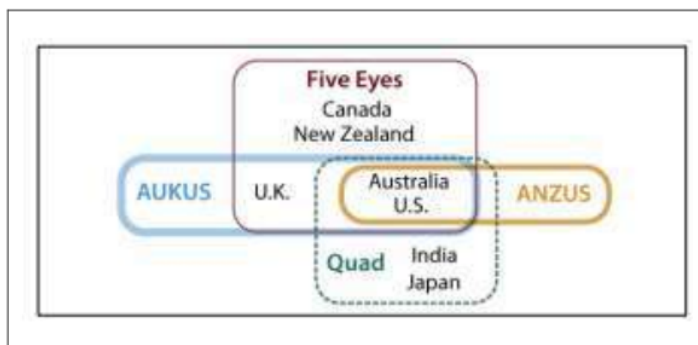 Five Eyes
Canada
New Zealand
AUKUS
U.K.
Australia
U.S.
ANZUS
Quad
India
Japan